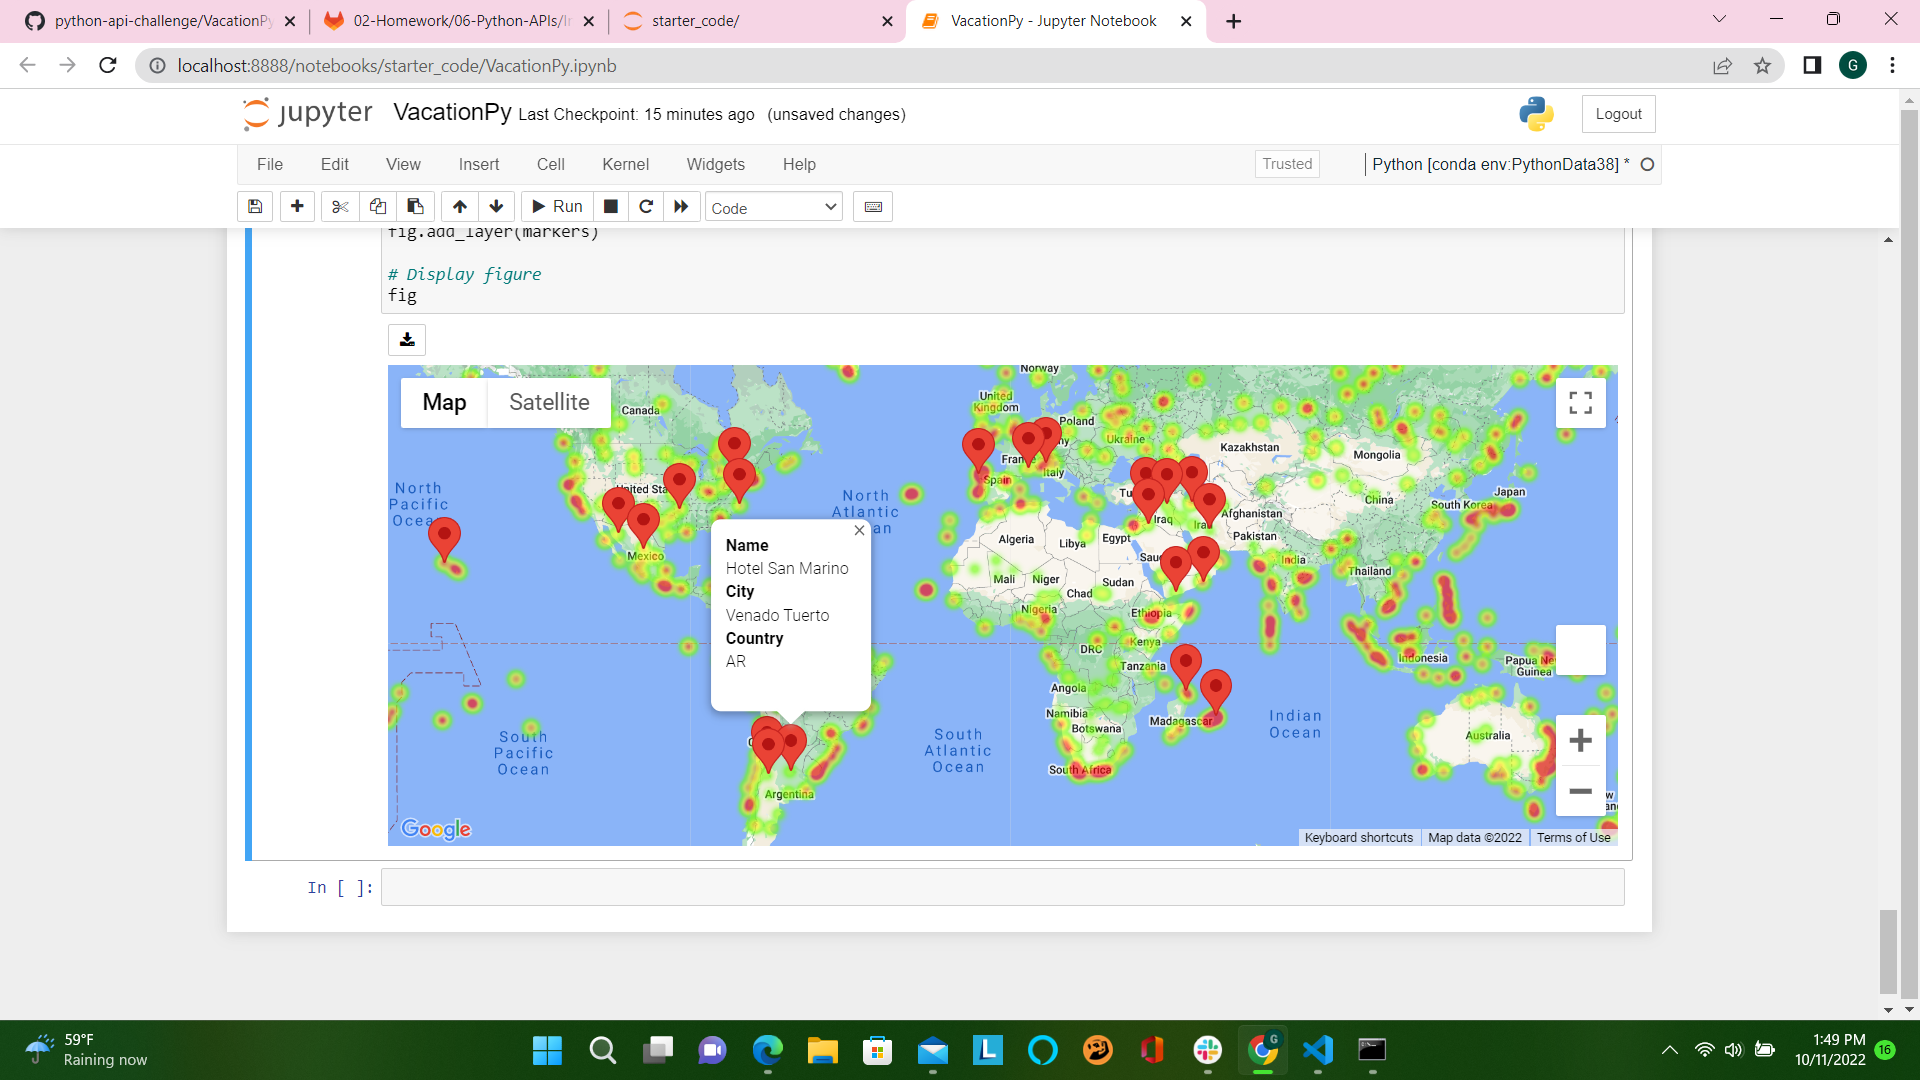 python-api-challenge/VacationPy
02-Homework/06-Python-APIs/In
starter_code/
VacationPy - Jupyter Notebook
localhost:8888/notebooks/starter_code/VacationPy.ipynb
G
jupyter VacationPy Last Checkpoint: 15 minutes ago (unsaved changes)
Logout
File Edit View Insert Cell Kernel Widgets Help
Trusted
Python [conda env:PythonData38] *
Run
Code
fig.add_layer(markers)
# Display figure
fig
Map Satellite
Norway
United
Kingdom
Canada
Poland
Ukraine
Kazakhstan
Mongolia
France
Italy
Spain
United Sta
North
Pacific
Ocean
North
Atlantic
Ocean
China
Japan
South Korea
Afghanistan
Iraq
Iran
Pakistan
Algeria
Libya
Egypt
Mexico
India
Thailand
Mali
Niger
Chad
Sudan
Nigeria
Ethiopia
Kenya
DRC
Tanzania
Angola
Namibia
Botswana
Madagascar
South Africa
Indonesia
Papua New
Guinea
Indian
Ocean
Australia
South
Pacific
Ocean
South
Atlantic
Ocean
Argentina
Name
Hotel San Marino
City
Venado Tuerto
Country
AR
Google
Keyboard shortcuts
Map data ©2022
Terms of Use
In [ ]:
59°F
Raining now
1:49 PM
10/11/2022
16